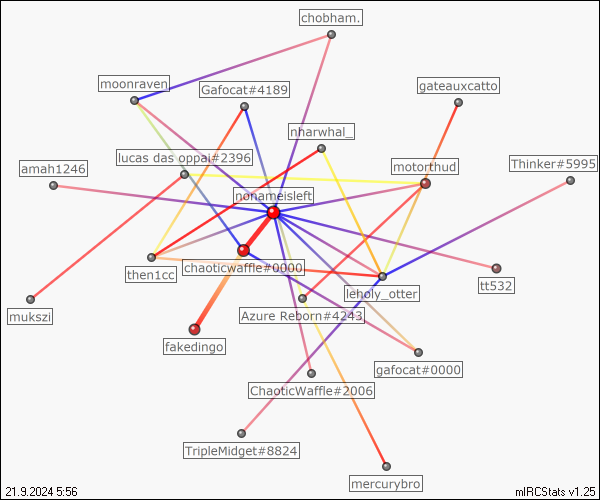 chobham.
moonraven
Gafocat#4189
gateauxcatto
nharwhal_
lucas das oppai#2396
motorthud
Thinker#5995
amah1246
nonameisleft
then1cc
chaoticwaffle#0000
leholy_otter
tt532
mukszi
Azure Reborn#4243
fakedingo
gafocat#0000
ChaoticWaffle#2006
TripleMidget#8824
mercurybro
21.9.2024 5:56
mIRCStats v1.25